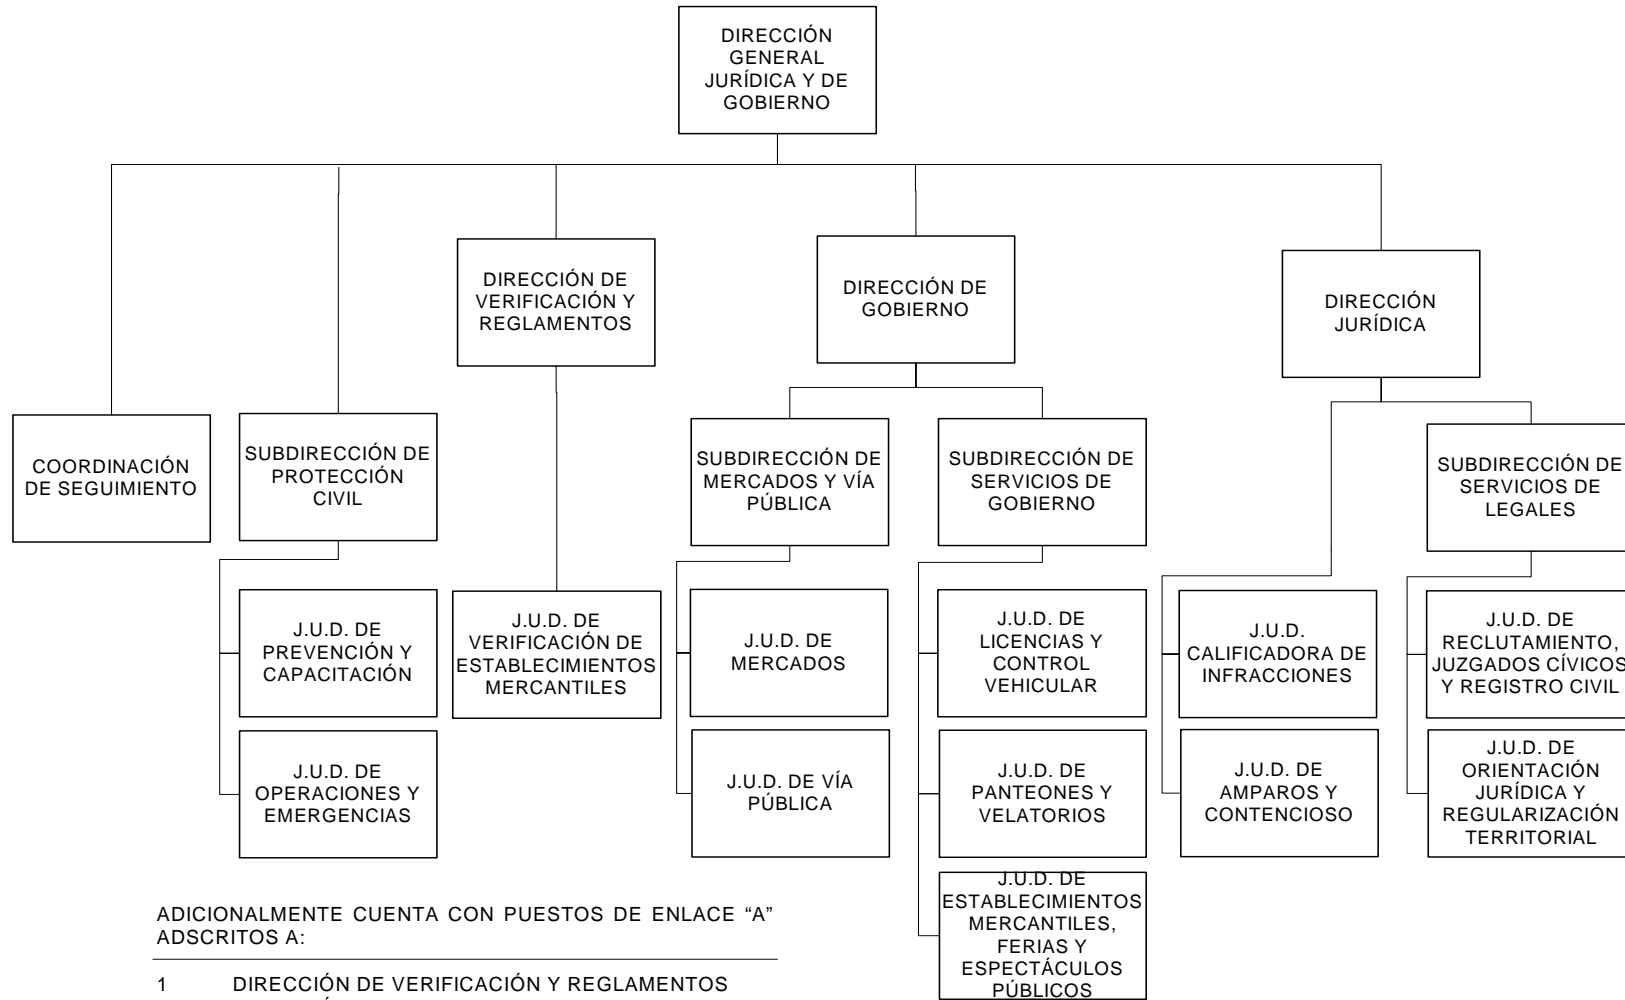 DIRECCIÓN
GENERAL
JURÍDICA Y DE
GOBIERNO
DIRECCIÓN DE
VERIFICACIÓN Y
REGLAMENTOS
DIRECCIÓN DE
GOBIERNO
DIRECCIÓN
JURÍDICA
COORDINACIÓN
DE SEGUIMIENTO
SUBDIRECCIÓN DE
PROTECCIÓN
CIVIL
SUBDIRECCIÓN DE
MERCADOS Y VÍA
PÚBLICA
SUBDIRECCIÓN DE
SERVICIOS DE
GOBIERNO
SUBDIRECCIÓN DE
SERVICIOS DE
LEGALES
J.U.D. DE
PREVENCIÓN Y
CAPACITACIÓN
J.U.D. DE
VERIFICACIÓN DE
ESTABLECIMIENTOS
MERCANTILES
J.U.D. DE
MERCADOS
J.U.D. DE
LICENCIAS Y
CONTROL
VEHICULAR
J.U.D.
CALIFICADORA DE
INFRACCIONES
J.U.D. DE
RECLUTAMIENTO,
JUZGADOS CÍVICOS
Y REGISTRO CIVIL
J.U.D. DE
OPERACIONES Y
EMERGENCIAS
J.U.D. DE VÍA
PÚBLICA
J.U.D. DE
PANTEONES Y
VELATORIOS
J.U.D. DE
AMPAROS Y
CONTENCIOSO
J.U.D. DE
ORIENTACIÓN
JURÍDICA Y
REGULARIZACIÓN
TERRITORIAL
J.U.D. DE
ESTABLECIMIENTOS
MERCANTILES,
FERIAS Y
ESPECTÁCULOS
PÚBLICOS
ADICIONALMENTE CUENTA CON PUESTOS DE ENLACE “A”
ADSCRITOS A:
1 DIRECCIÓN DE VERIFICACIÓN Y REGLAMENTOS